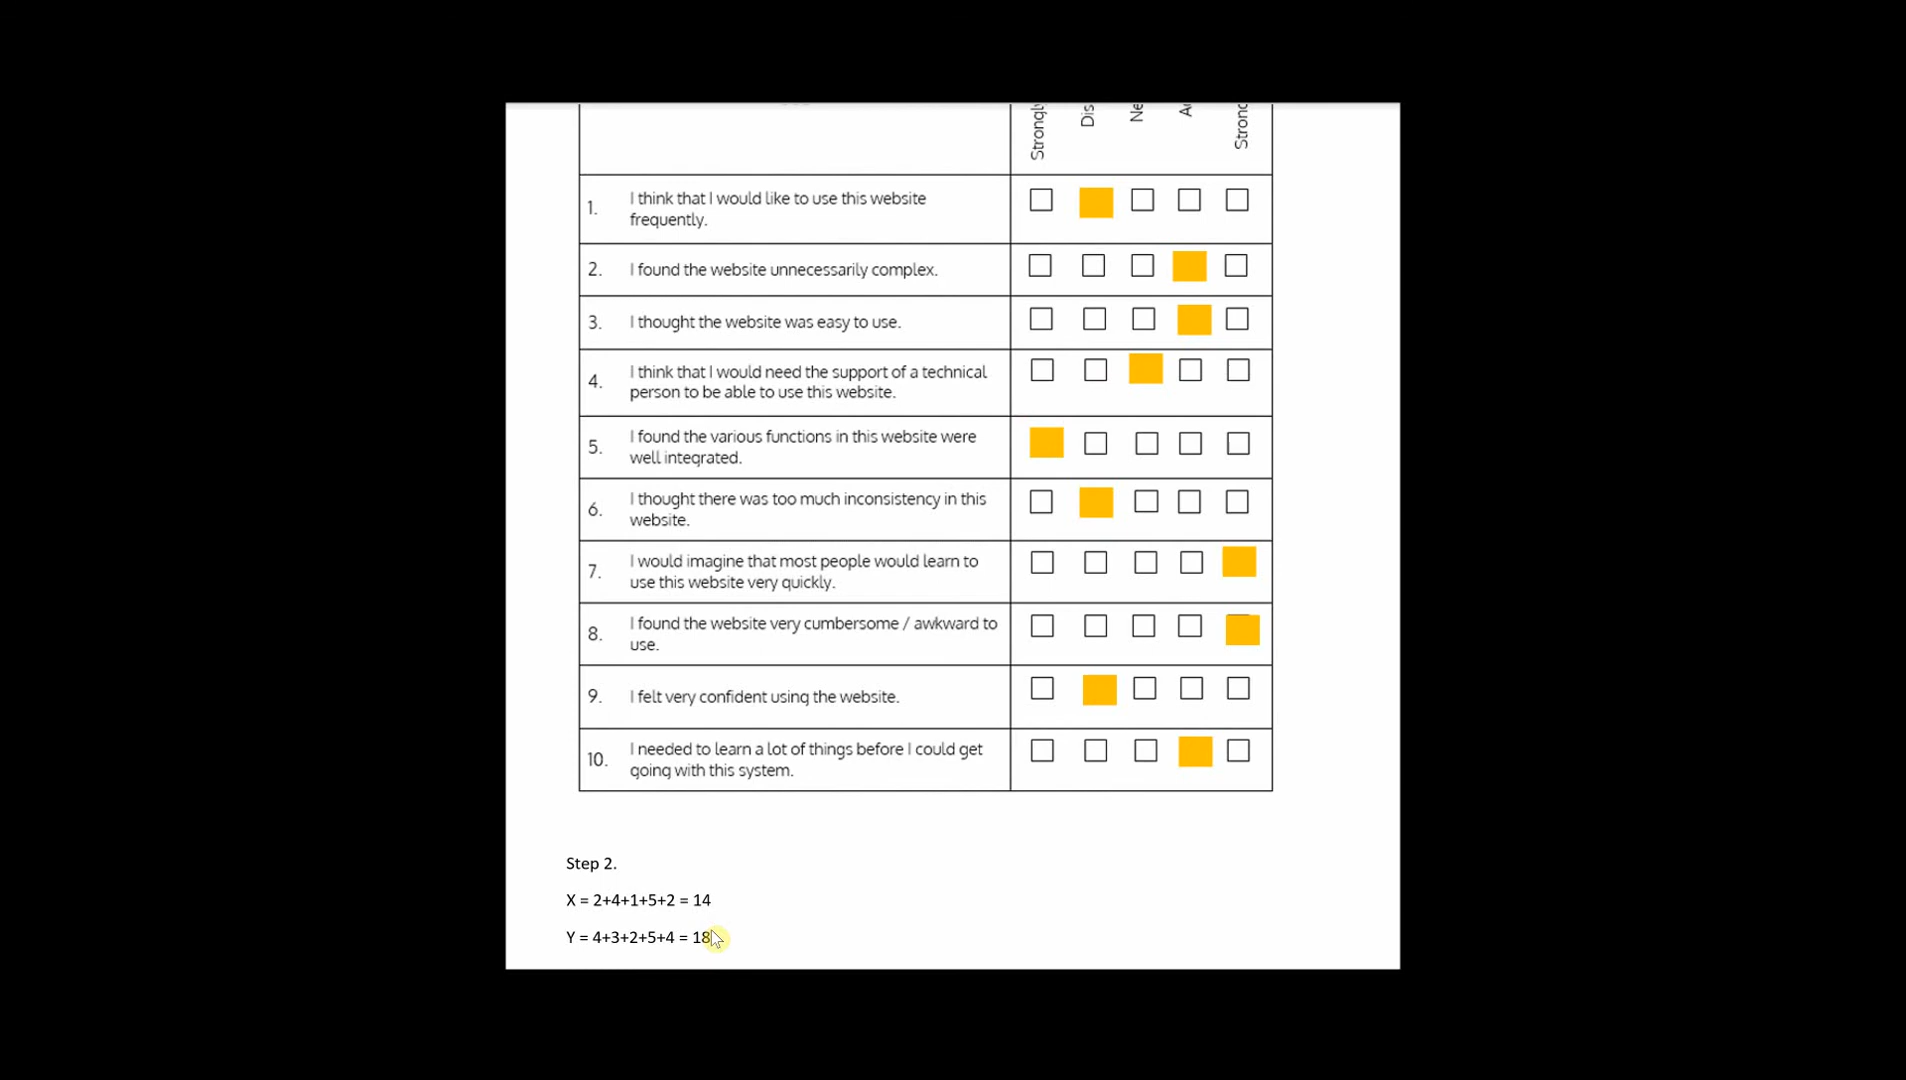 1. I think that I would like to use this website
frequently.
2. I found the website unnecessarily complex.
3. I thought the website was easy to use.
4. I think that I would need the support of a technical
person to be able to use this website.
5. I found the various functions in this website were
well integrated.
6. I thought there was too much inconsistency in this
website.
7. I would imagine that most people would learn to
use this website very quickly.
8. I found the website very cumbersome / awkward to
use.
9. I felt very confident using the website.
10. I needed to learn a lot of things before I could get
going with this system.
Step 2.
X = 2+4+1+5+2 = 14
Y = 4+3+2+5+4 = 18